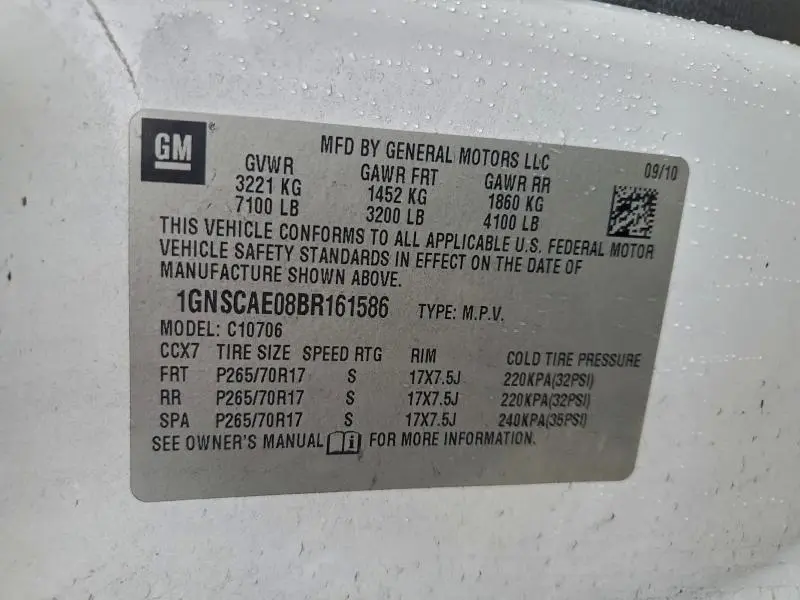 GM
MFD BY GENERAL MOTORS LLC
09/10
GVWR GAWR FRT GAWR RR
3221 KG 1452 KG 1860 KG
7100 LB 3200 LB 4100 LB
THIS VEHICLE CONFORMS TO ALL APPLICABLE U.S. FEDERAL MOTOR
VEHICLE SAFETY STANDARDS IN EFFECT ON THE DATE OF
MANUFACTURE SHOWN ABOVE.
1GNSCAE08BR161586 TYPE: M.P.V.
MODEL: C10706
CCX7 TIRE SIZE SPEED RTG RIM COLD TIRE PRESSURE
FRT P265/70R17 S 17X7.5J 220KPA(32PSI)
RR P265/70R17 S 17X7.5J 220KPA(32PSI)
SPA P265/70R17 S 17X7.5J 240KPA(35PSI)
SEE OWNER'S MANUAL i FOR MORE INFORMATION.